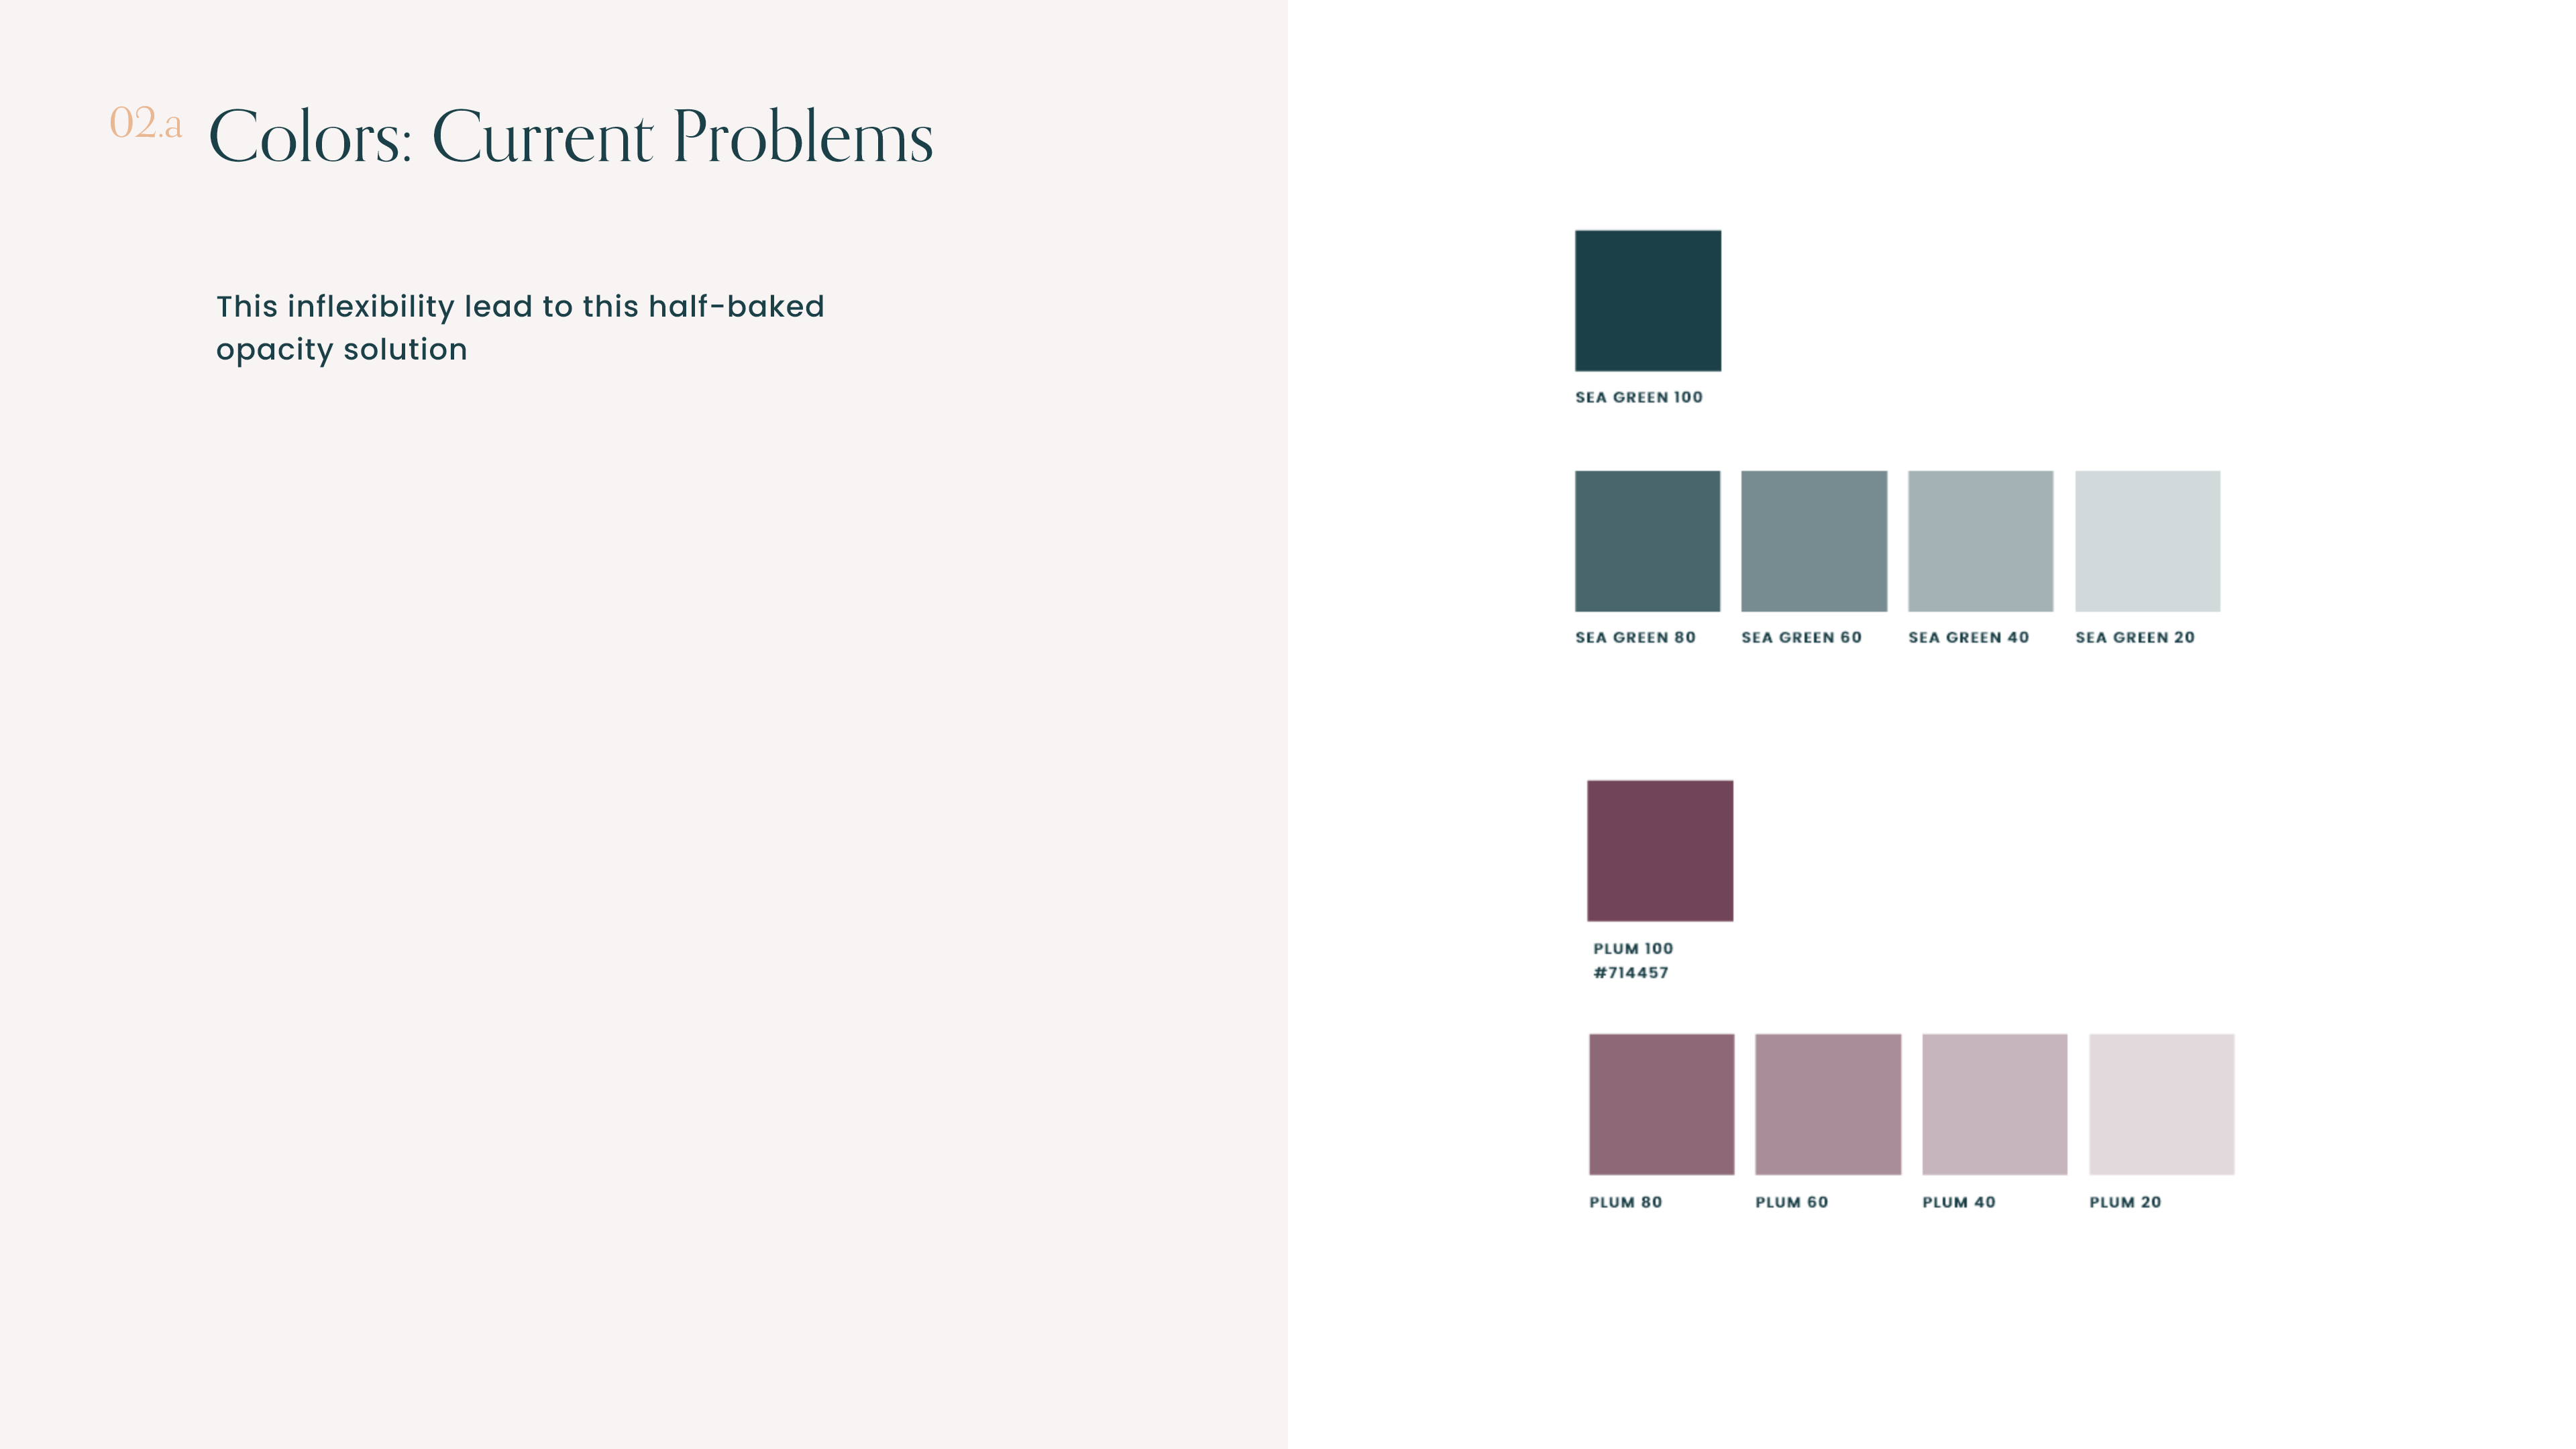 02.a Colors: Current Problems
This inflexibility lead to this half-baked
opacity solution
SEA GREEN 100
SEA GREEN 80 SEA GREEN 60 SEA GREEN 40 SEA GREEN 20
PLUM 100
#714457
PLUM 80 PLUM 60 PLUM 40 PLUM 20